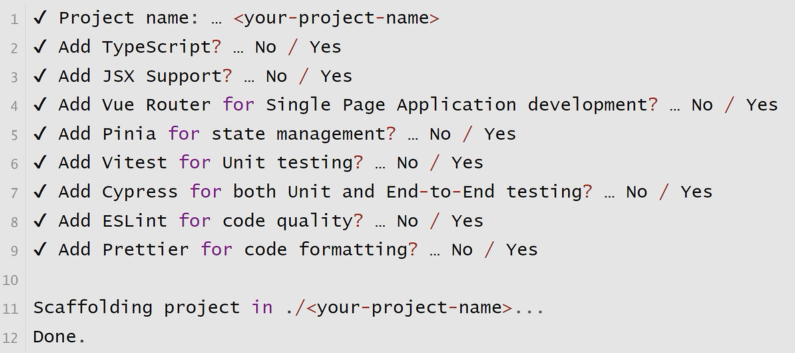 1 ✔ Project name: … <your-project-name>
2 ✔ Add TypeScript? … No / Yes
3 ✔ Add JSX Support? … No / Yes
4 ✔ Add Vue Router for Single Page Application development? … No / Yes
5 ✔ Add Pinia for state management? … No / Yes
6 ✔ Add Vitest for Unit testing? … No / Yes
7 ✔ Add Cypress for both Unit and End-to-End testing? … No / Yes
8 ✔ Add ESLint for code quality? … No / Yes
9 ✔ Add Prettier for code formatting? … No / Yes
10
11 Scaffolding project in ./<your-project-name>...
12 Done.